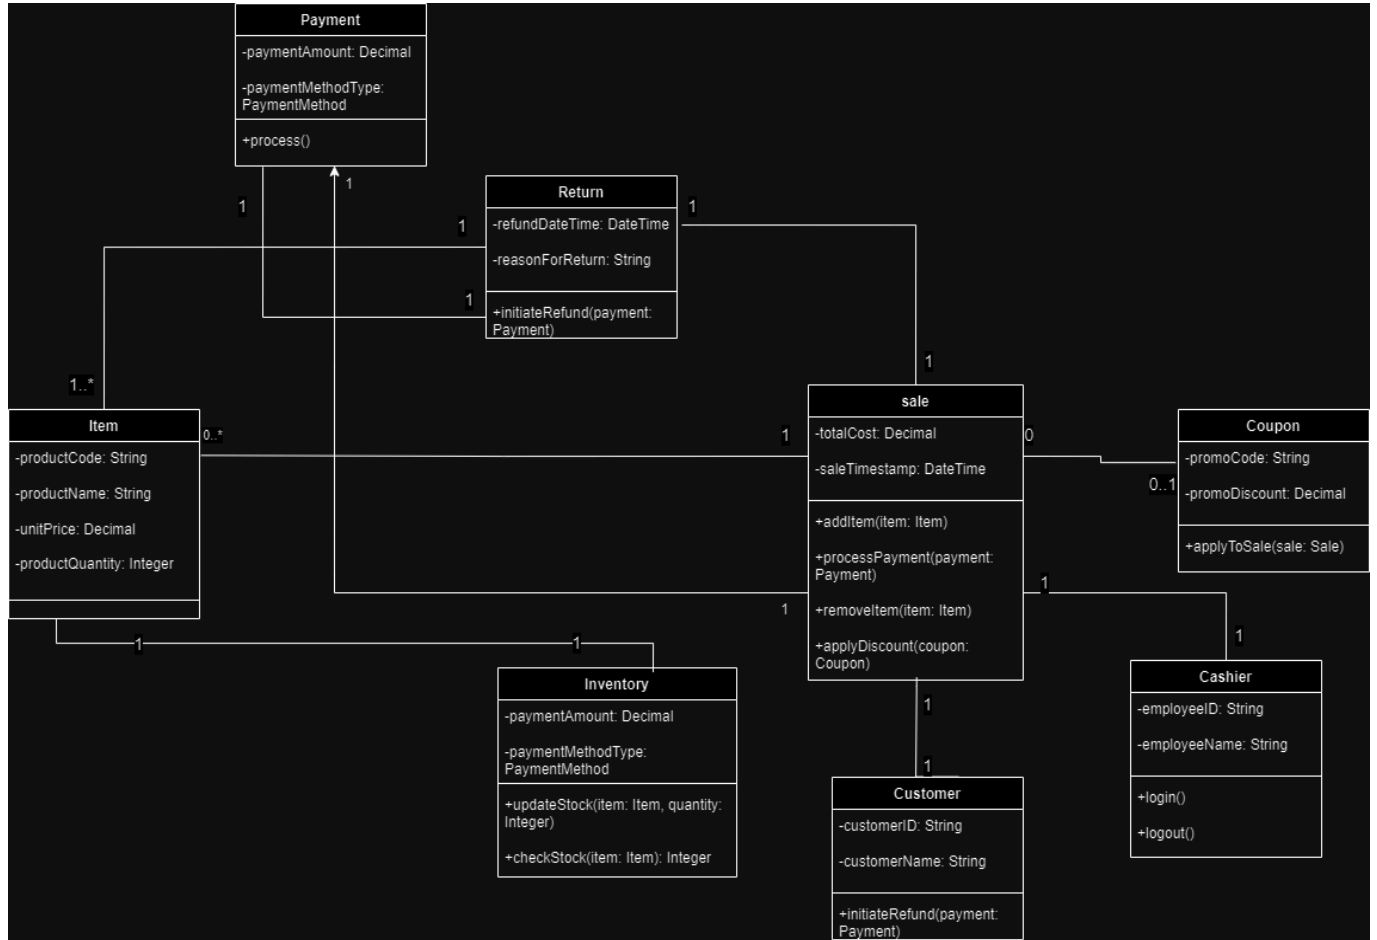 Payment
-paymentAmount: Decimal
-paymentMethodType:
PaymentMethod
+process()
1
1
Return
-refundDateTime: DateTime
-reasonForReturn: String
+initiateRefund(payment:
Payment)
1
1
1
1..*
1
Item
-productCode: String
-productName: String
-unitPrice: Decimal
-productQuantity: Integer
0..*
1
sale
-totalCost: Decimal
-saleTimestamp: DateTime
+addItem(item: Item)
+processPayment(payment:
Payment)
+removeItem(item: Item)
+applyDiscount(coupon:
Coupon)
0
0..1
Coupon
-promoCode: String
-promoDiscount: Decimal
+applyToSale(sale: Sale)
1
1
1
1
1
Inventory
-paymentAmount: Decimal
-paymentMethodType:
PaymentMethod
+updateStock(item: Item, quantity:
Integer)
+checkStock(item: Item): Integer
1
1
Customer
-customerID: String
-customerName: String
+initiateRefund(payment:
Payment)
Cashier
-employeeID: String
-employeeName: String
+login()
+logout()